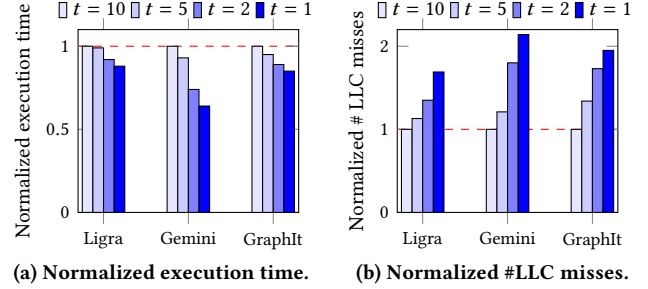 t = 10 t = 5 t = 2 t = 1
Normalized execution time
1
0.5
0
Ligra Gemini GraphIt
(a) Normalized execution time.
t = 10 t = 5 t = 2 t = 1
Normalized # LLC misses
2
1
0
Ligra Gemini GraphIt
(b) Normalized #LLC misses.